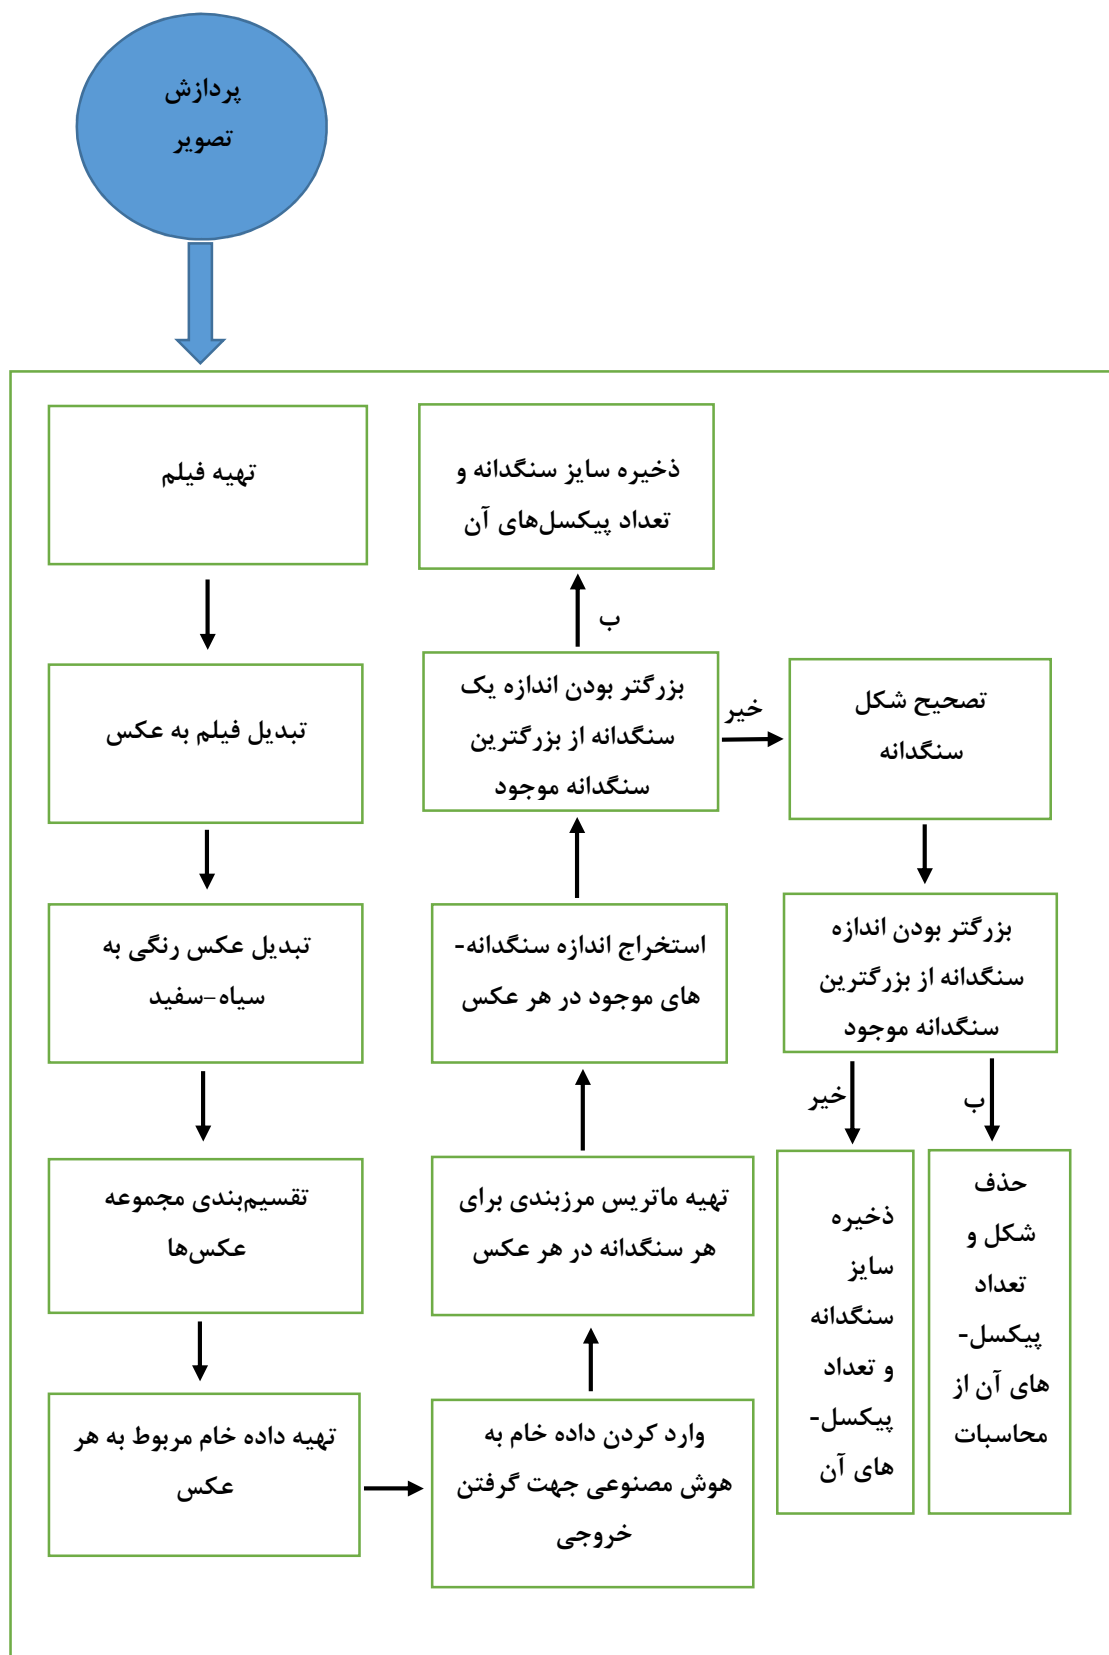 پردازش
تصویر
تهیه فیلم
تبدیل فیلم به عکس
تبدیل عکس رنگی به
سیاه-سفید
تقسیم‌بندی مجموعه
عکس‌ها
تهیه داده خام مربوط به هر
عکس
وارد کردن داده خام به
هوش مصنوعی جهت گرفتن
خروجی
تهیه ماتریس مرزبندی برای
هر سنگدانه در هر عکس
استخراج اندازه سنگدانه-
های موجود در هر عکس
بزرگتر بودن اندازه یک
سنگدانه از بزرگترین
سنگدانه موجود
ب
ذخیره سایز سنگدانه و
تعداد پیکسل‌های آن
خیر
تصحیح شکل
سنگدانه
بزرگتر بودن اندازه
سنگدانه از بزرگترین
سنگدانه موجود
ب
حذف
شکل و
تعداد
پیکسل-
های آن از
محاسبات
خیر
ذخیره
سایز
سنگدانه
و تعداد
پیکسل-
های آن